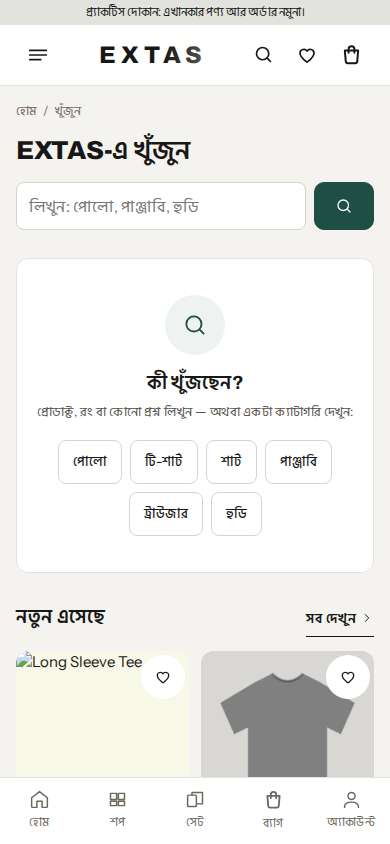 প্র্যাকটিস দোকান: এখানকার পণ্য আর অর্ডার নমুনা।
EXTAS
হোম / খুঁজুন
EXTAS-এ খুঁজুন
লিখুন: পোলো, পাঞ্জাবি, হুডি
কী খুঁজছেন?
প্রোডাক্ট, রং বা কোনো প্রশ্ন লিখুন — অথবা একটা ক্যাটাগরি দেখুন:
পোলো টি-শার্ট শার্ট পাঞ্জাবি
ট্রাউজার হুডি
নতুন এসেছে সব দেখুন
Long Sleeve Tee
হোম শপ সেট ব্যাগ অ্যাকাউন্ট